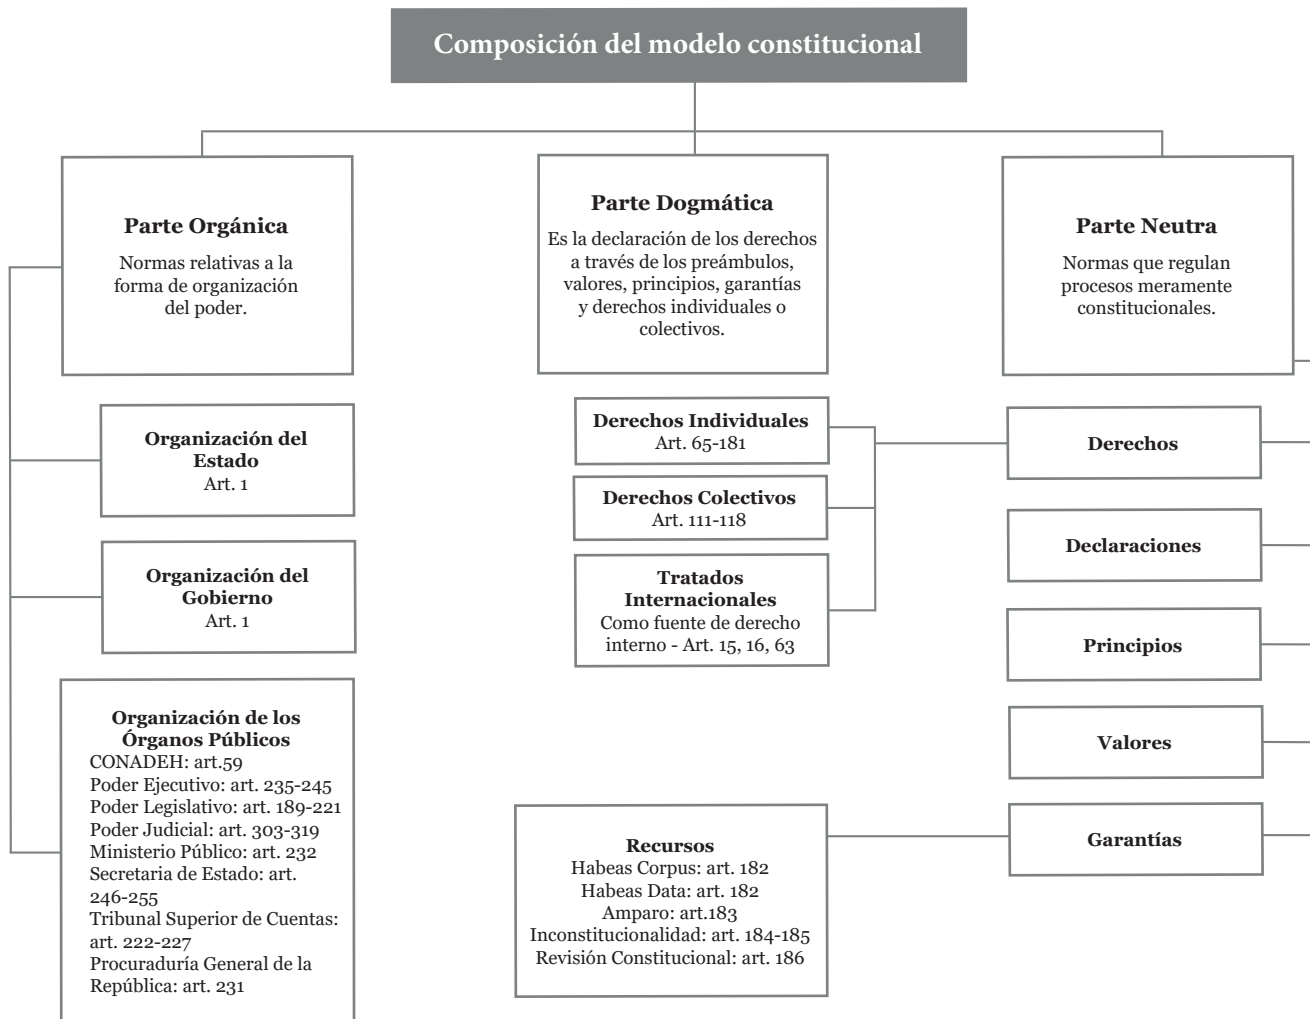 Composición del modelo constitucional
Parte Orgánica
Normas relativas a la
forma de organización
del poder.
Parte Dogmática
Es la declaración de los derechos
a través de los preámbulos,
valores, principios, garantías
y derechos individuales o
colectivos.
Parte Neutra
Normas que regulan
procesos meramente
constitucionales.
Organización del
Estado
Art. 1
Organización del
Gobierno
Art. 1
Organización de los
Órganos Públicos
CONADEH: art.59
Poder Ejecutivo: art. 235-245
Poder Legislativo: art. 189-221
Poder Judicial: art. 303-319
Ministerio Público: art. 232
Secretaria de Estado: art.
246-255
Tribunal Superior de Cuentas:
art. 222-227
Procuraduría General de la
República: art. 231
Derechos Individuales
Art. 65-181
Derechos Colectivos
Art. 111-118
Tratados
Internacionales
Como fuente de derecho
interno - Art. 15, 16, 63
Recursos
Habeas Corpus: art. 182
Habeas Data: art. 182
Amparo: art.183
Inconstitucionalidad: art. 184-185
Revisión Constitucional: art. 186
Derechos
Declaraciones
Principios
Valores
Garantías